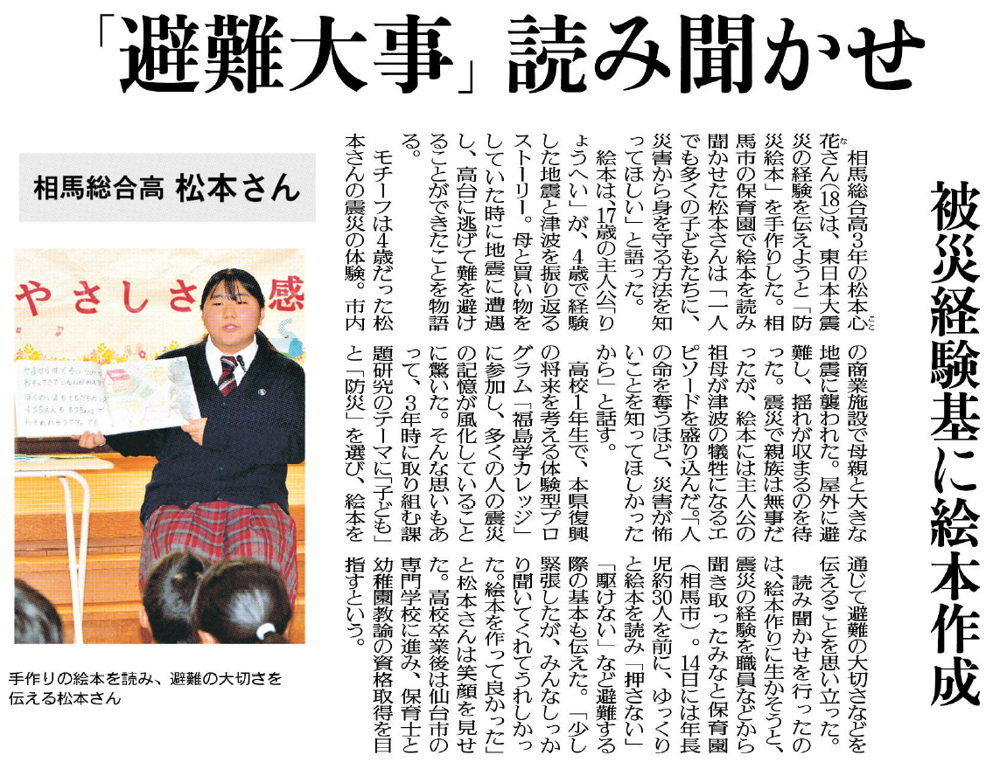 「避難大事」読み聞かせ
被災経験基に絵本作成
相馬総合高 松本さん
相馬総合高3年の松本心
ここ
花さん(18)は、東日本大震
な
災の経験を伝えようと「防
災絵本」を手作りした。相
馬市の保育園で絵本を読み
聞かせた松本さんは「一人
でも多くの子どもたちに、
災害から身を守る方法を知
ってほしい」と語った。
絵本は、17歳の主人公「り
ょうへい」が、4歳で経験
した地震と津波を振り返る
ストーリー。母と買い物を
していた時に地震に遭遇
し、高台に逃げて難を避け
ることができたことを物語
る。
モチーフは4歳だった松
本さんの震災の体験。市内
の商業施設で母親と大きな
地震に襲われた。屋外に避
難し、揺れが収まるのを待
った。震災で親族は無事だ
ったが、絵本には主人公の
祖母が津波の犠牲になるエ
ピソードを盛り込んだ。「人
の命を奪うほど、災害が怖
いことを知ってほしかった
から」と話す。
高校1年生で、本県復興
の将来を考える体験型プロ
グラム「福島学カレッジ」
に参加し、多くの人の震災
の記憶が風化していること
に驚いた。そんな思いもあ
って、3年時に取り組む課
題研究のテーマに「子ども」
と「防災」を選び、絵本を
通じて避難の大切さなどを
伝えることを思い立った。
読み聞かせを行ったの
は、絵本作りに生かそうと、
震災の経験を職員などから
聞き取ったみなと保育園
(相馬市)。14日には年長
児約30人を前に、ゆっくり
と絵本を読み「押さない」
「駆けない」など避難する
際の基本も伝えた。「少し
緊張したが、みんなしっか
り聞いてくれてうれしかっ
た。絵本を作って良かった」
と松本さんは笑顔を見せ
た。高校卒業後は仙台市の
専門学校に進み、保育士と
幼稚園教諭の資格取得を目
指すという。
やさしさ 感
手作りの絵本を読み、避難の大切さを
伝える松本さん